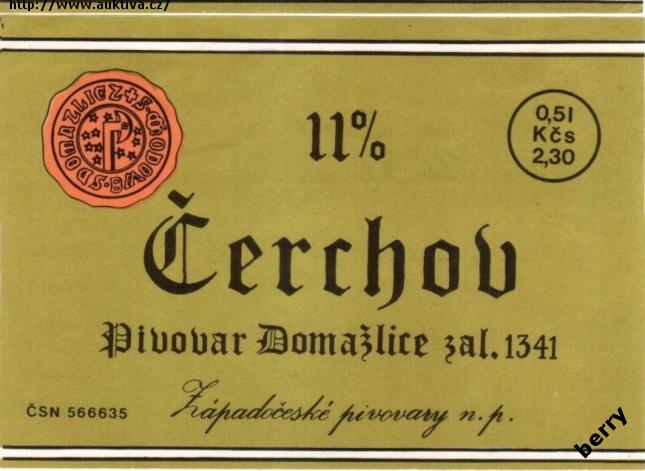 http://www.auktiva.cz/
11%
0,5l
Kčs
2,30
Čerchov
Pivovar Domažlice zal. 1341
ČSN 566635
Západočeské pivovary n. p.
berry